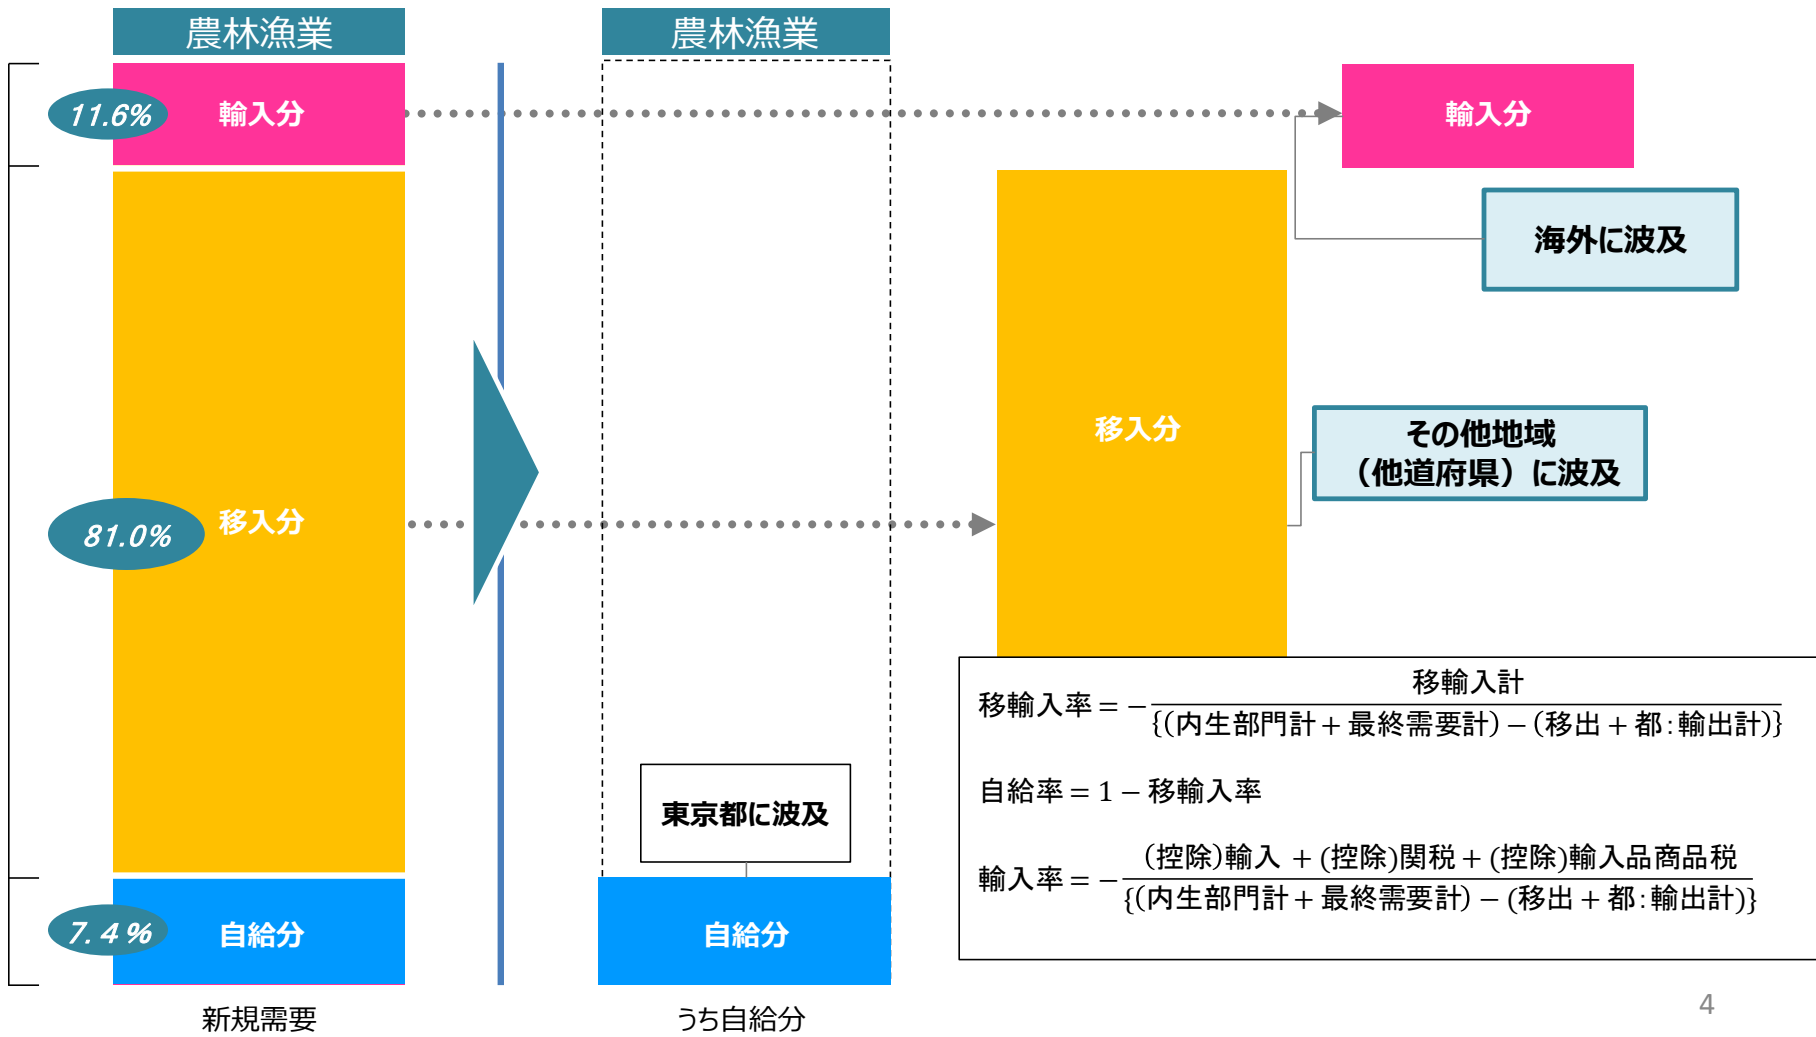 農林漁業
農林漁業
11.6%
輸入分
輸入分
海外に波及
移入分
その他地域
（他道府県）に波及
81.0%
移入分
移輸入率 = − 移輸入計 / {(内生部門計 + 最終需要計) − (移出 + 都:輸出計)}
自給率 = 1 − 移輸入率
輸入率 = − (控除)輸入 + (控除)関税 + (控除)輸入品商品税 / {(内生部門計 + 最終需要計) − (移出 + 都:輸出計)}
東京都に波及
7.4%
自給分
自給分
新規需要
うち自給分
4